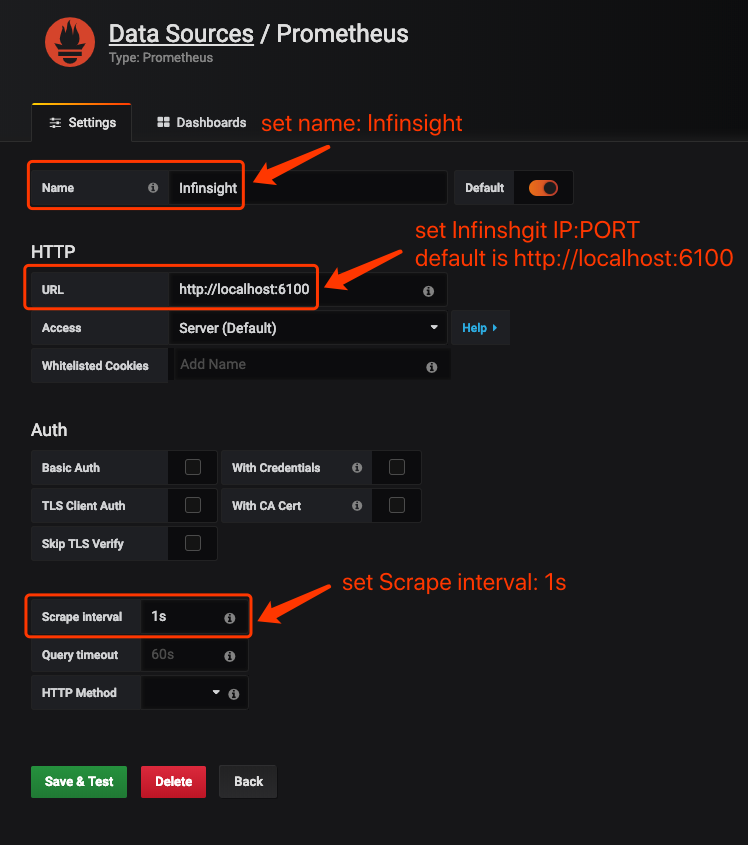 Data Sources / Prometheus
Type: Prometheus
Settings
Dashboards
set name: Infinsight
Name
Infinsight
Default
set Infinshgit IP:PORT
default is http://localhost:6100
HTTP
URL
http://localhost:6100
Access
Server (Default)
Help
Whitelisted Cookies
Add Name
Auth
Basic Auth
With Credentials
TLS Client Auth
With CA Cert
Skip TLS Verify
set Scrape interval: 1s
Scrape interval
1s
Query timeout
60s
HTTP Method
Save & Test
Delete
Back